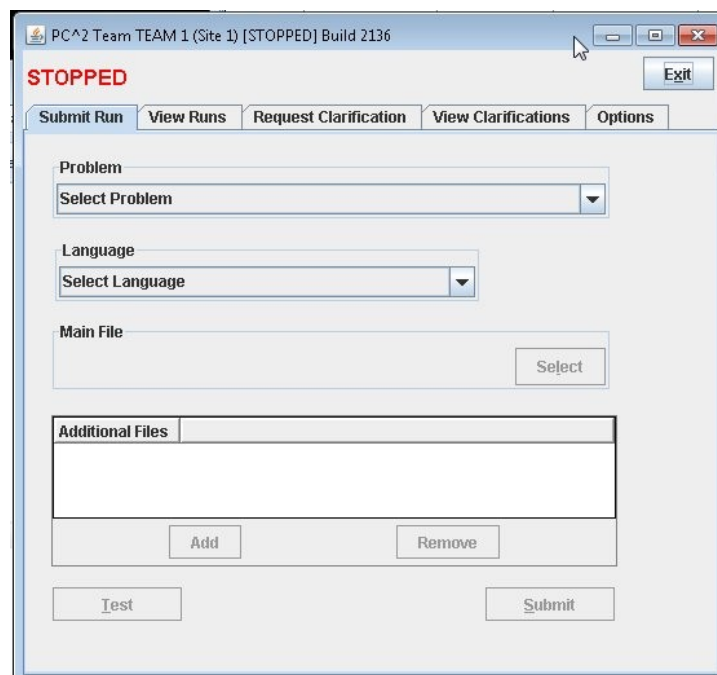 PC^2 Team TEAM 1 (Site 1) [STOPPED] Build 2136
STOPPED
Exit
Submit Run View Runs Request Clarification View Clarifications Options
Problem
Select Problem
Language
Select Language
Main File
Select
Additional Files
Add Remove
Test Submit